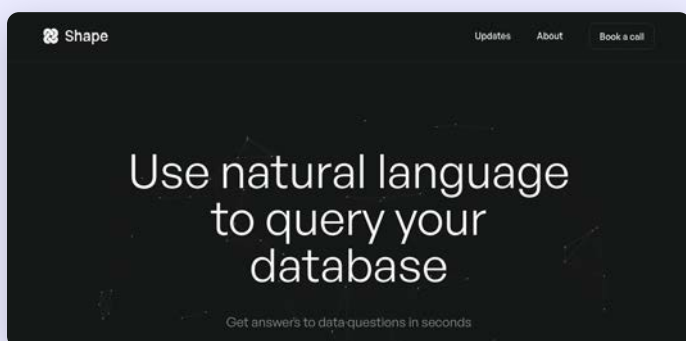 Shape
Updates About Book a call
Use natural language
to query your
database
Get answers to data questions in seconds